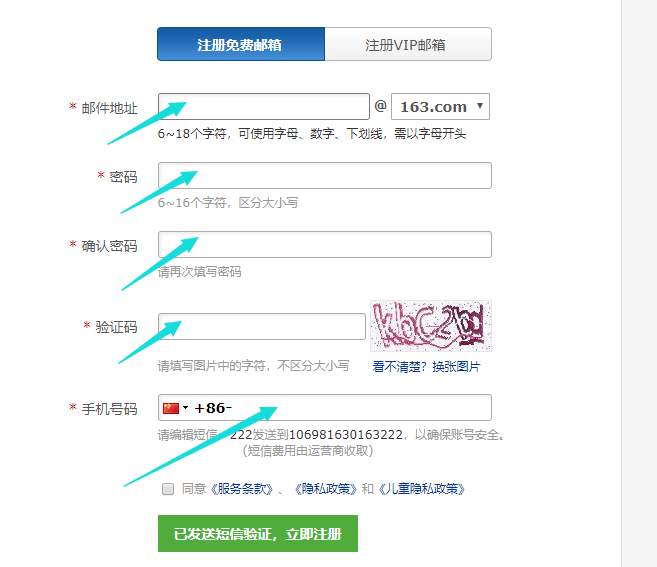 注册免费邮箱 注册VIP邮箱
* 邮件地址 @ 163.com
6~18个字符，可使用字母、数字、下划线，需以字母开头
* 密码
6~16个字符，区分大小写
* 确认密码
请再次填写密码
* 验证码 kbC2bd
请填写图片中的字符，不区分大小写 看不清楚？换张图片
* 手机号码 +86-
请编辑短信 222发送到106981630163222，以确保账号安全。
（短信费用由运营商收取）
同意《服务条款》、《隐私政策》和《儿童隐私政策》
已发送短信验证，立即注册